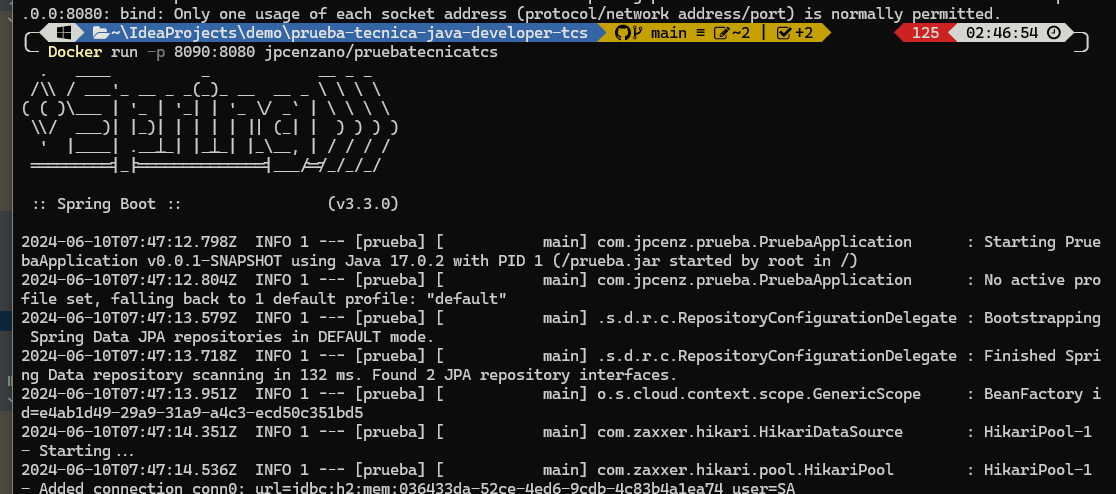 .0.0:8080: bind: Only one usage of each socket address (protocol/network address/port) is normally permitted.
~\IdeaProjects\demo\prueba-tecnica-java-developer-tcs main ≡ ~2 | +2 125 02:46:54
Docker run -p 8090:8080 jpcenzano/pruebatecnicatcs
Spring
:: Spring Boot :: (v3.3.0)
2024-06-10T07:47:12.798Z INFO 1 --- [prueba] [ main] com.jpcenz.prueba.PruebaApplication : Starting Prue
baApplication v0.0.1-SNAPSHOT using Java 17.0.2 with PID 1 (/prueba.jar started by root in /)
2024-06-10T07:47:12.804Z INFO 1 --- [prueba] [ main] com.jpcenz.prueba.PruebaApplication : No active pro
file set, falling back to 1 default profile: "default"
2024-06-10T07:47:13.579Z INFO 1 --- [prueba] [ main] .s.d.r.c.RepositoryConfigurationDelegate : Bootstrapping
Spring Data JPA repositories in DEFAULT mode.
2024-06-10T07:47:13.718Z INFO 1 --- [prueba] [ main] .s.d.r.c.RepositoryConfigurationDelegate : Finished Spri
ng Data repository scanning in 132 ms. Found 2 JPA repository interfaces.
2024-06-10T07:47:13.951Z INFO 1 --- [prueba] [ main] o.s.cloud.context.scope.GenericScope : BeanFactory i
d=e4ab1d49-29a9-31a9-a4c3-ecd50c351bd5
2024-06-10T07:47:14.351Z INFO 1 --- [prueba] [ main] com.zaxxer.hikari.HikariDataSource : HikariPool-1
- Starting...
2024-06-10T07:47:14.536Z INFO 1 --- [prueba] [ main] com.zaxxer.hikari.pool.HikariPool : HikariPool-1
- Added connection conn0: url=jdbc:h2:mem:036433da-52ce-4ed6-9cdb-4c83b4a1ea74 user=SA